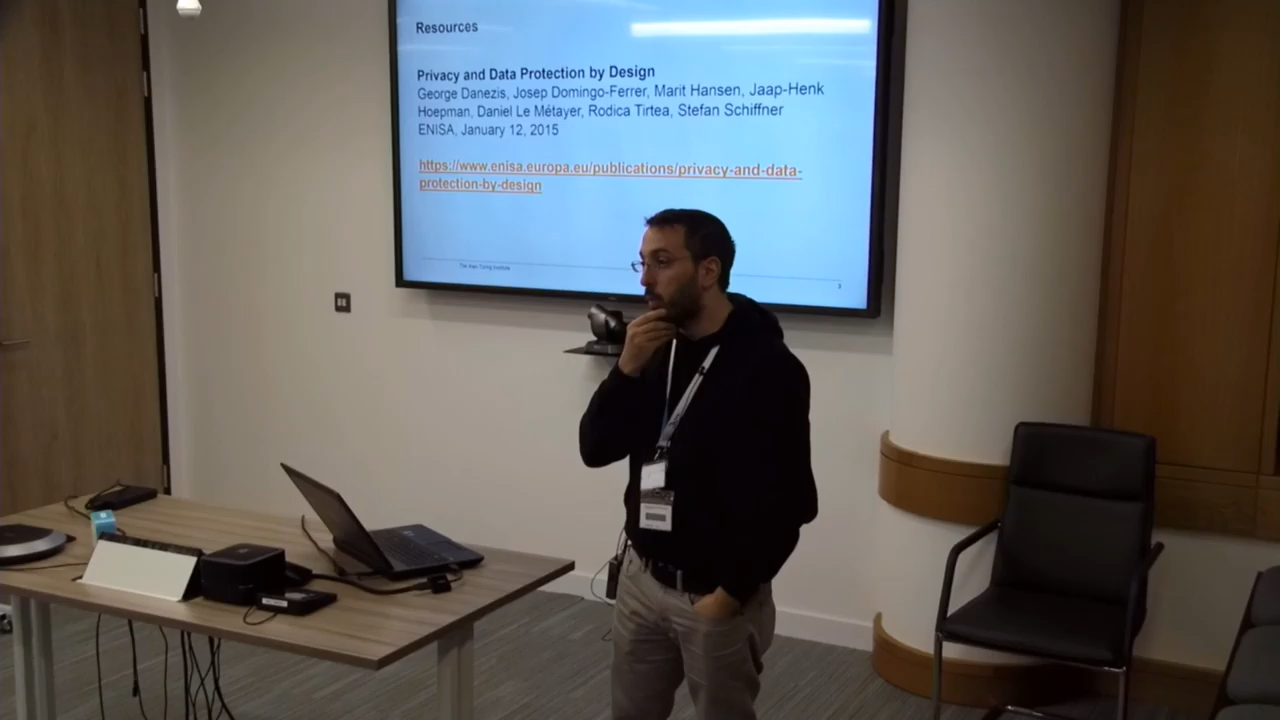 Resources
Privacy and Data Protection by Design
George Danezis, Josep Domingo-Ferrer, Marit Hansen, Jaap-Henk
Hoepman, Daniel Le Métayer, Rodica Tirtea, Stefan Schiffner
ENISA, January 12, 2015
https://www.enisa.europa.eu/publications/privacy-and-data-
protection-by-design
The Alan Turing Institute